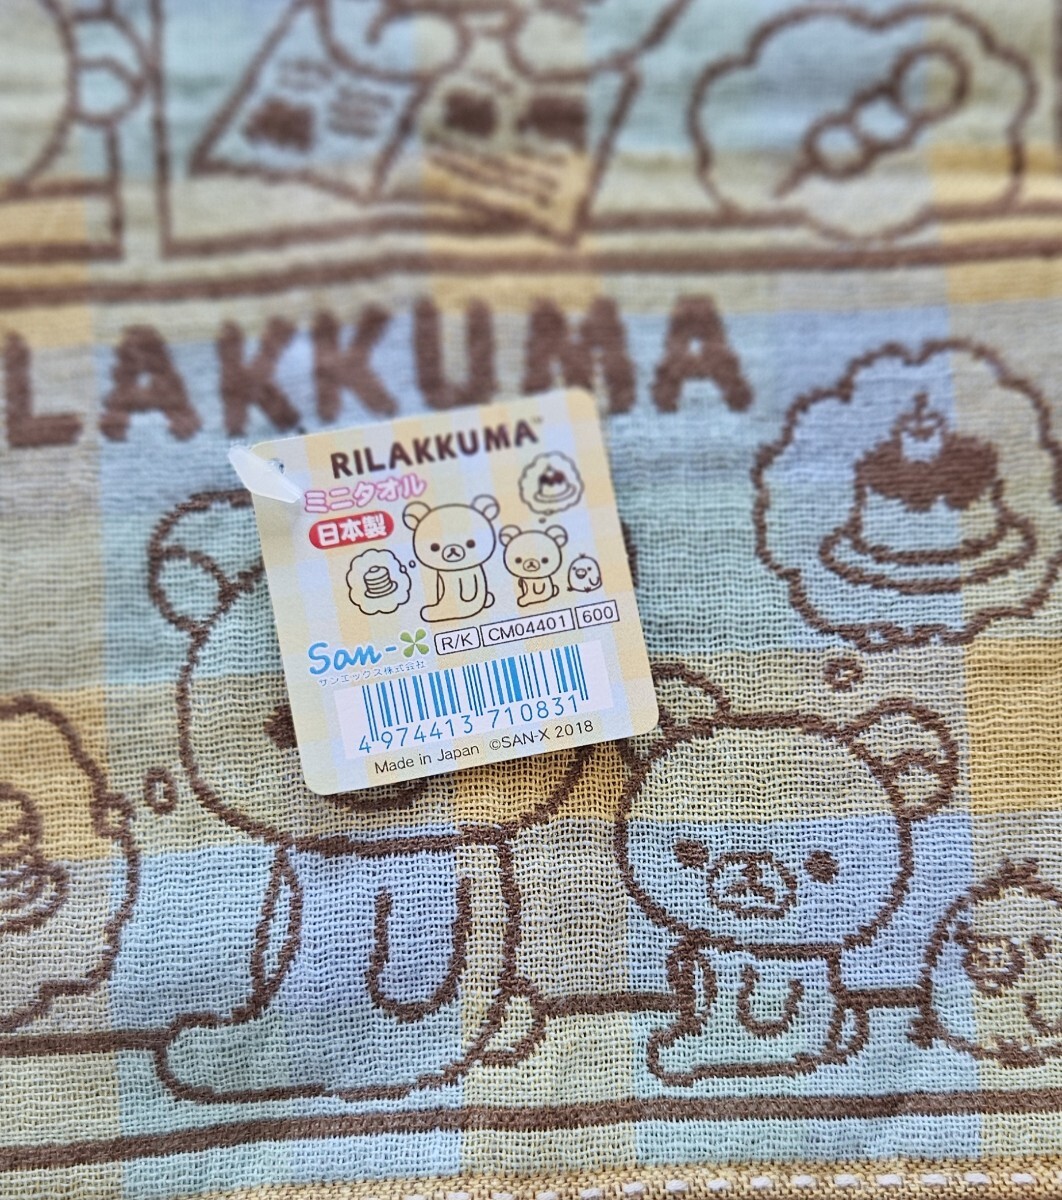 ILAKKUMA
RILAKKUMA™
ミニタオル
日本製
San-X R/K CM04401 600
サンエックス株式会社
4 974413 710831
Made in Japan ©SAN-X 2018